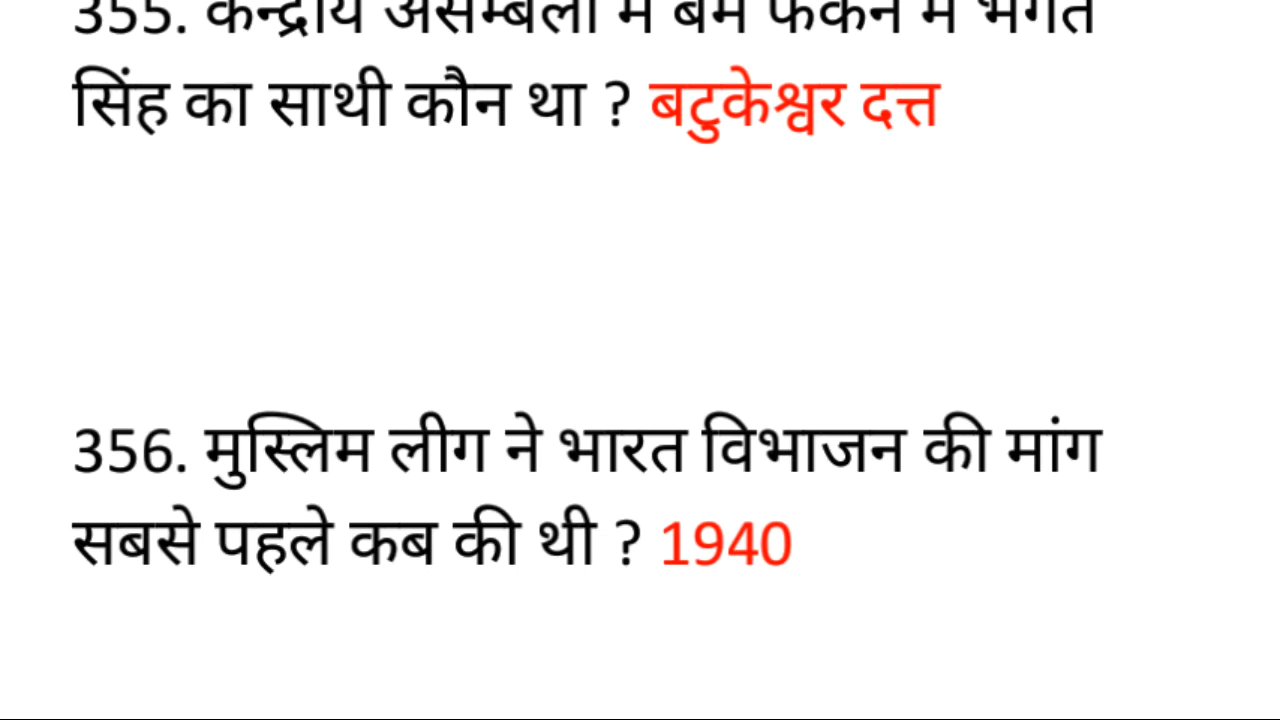 355. केन्द्रीय असेम्बली में बम फेंकने में भगत
सिंह का साथी कौन था ? बटुकेश्वर दत्त
356. मुस्लिम लीग ने भारत विभाजन की मांग
सबसे पहले कब की थी ? 1940